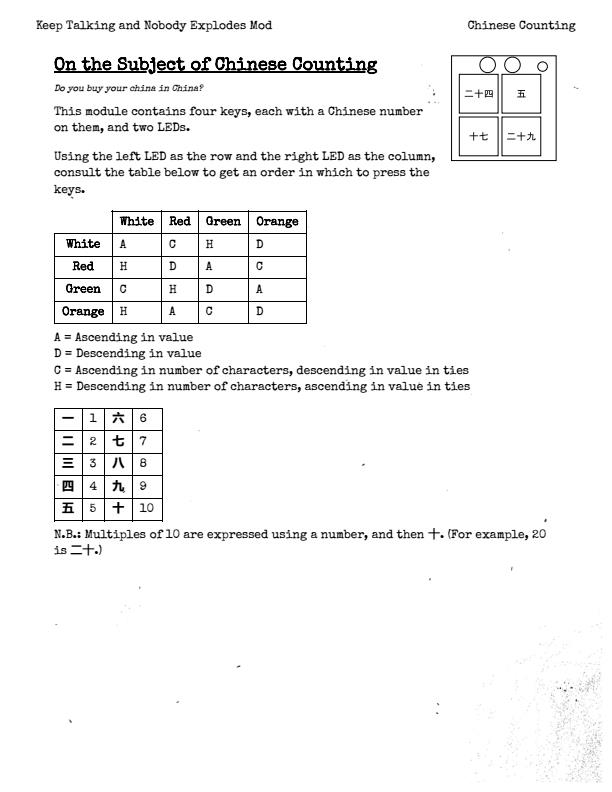 Keep Talking and Nobody Explodes Mod Chinese Counting
On the Subject of Chinese Counting
Do you buy your china in China?
This module contains four keys, each with a Chinese number
on them, and two LEDs.
Using the left LED as the row and the right LED as the column,
consult the table below to get an order in which to press the
keys.
二十四 五
十七 二十九
White Red Green Orange
White A C H D
Red H D A C
Green C H D A
Orange H A C D
A = Ascending in value
D = Descending in value
C = Ascending in number of characters, descending in value in ties
H = Descending in number of characters, ascending in value in ties
一 1 六 6
二 2 七 7
三 3 八 8
四 4 九 9
五 5 十 10
N.B.: Multiples of 10 are expressed using a number, and then 十. (For example, 20
is 二十.)